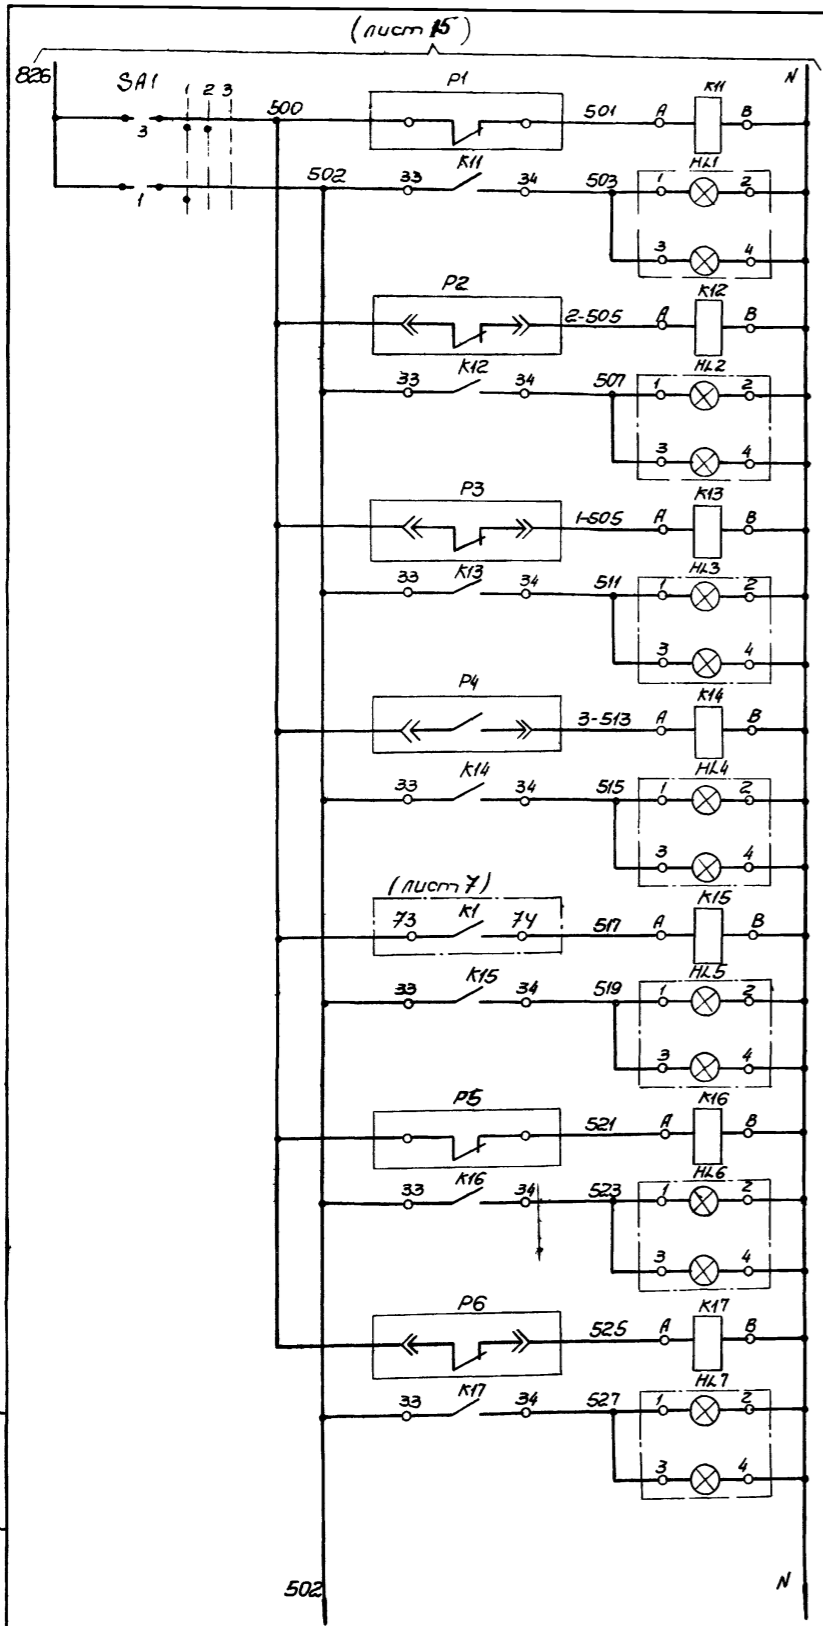 (лист 15)
826 SA1 1 2 3 P1 K11 N
3 500 501 A B
1 502 33 K11 34 503 HL1 1 2
3 4
P2 2-505 A K12 B
33 K12 34 507 HL2 1 2
3 4
P3 1-505 A K13 B
33 K13 34 511 HL3 1 2
3 4
P4 3-513 A K14 B
33 K14 34 515 HL4 1 2
3 4
(лист 7)
73 K1 74 517 A K15 B
33 K15 34 519 HL5 1 2
3 4
P5 521 A K16 B
33 K16 34 523 HL6 1 2
3 4
P6 525 A K17 B
33 K17 34 527 HL7 1 2
3 4
502 N